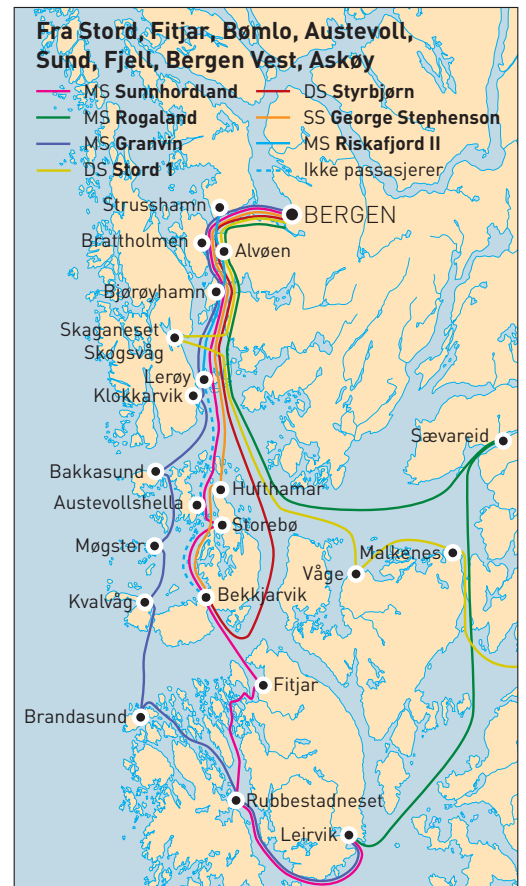 Fra Stord, Fitjar, Bømlo, Austevoll,
Sund, Fjell, Bergen Vest, Askøy
MS Sunnhordland
MS Rogaland
MS Granvin
DS Stord 1
DS Styrbjørn
SS George Stephenson
MS Riskafjord II
Ikke passasjerer
Strusshamn
BERGEN
Brattholmen
Alvøen
Bjørøyhamn
Skaganeset
Skogsvåg
Lerøy
Klokkarvik
Sævareid
Bakkasund
Hufthamar
Austevollshella
Storebø
Møgster
Malkenes
Våge
Kvalvåg
Bekkjarvik
Fitjar
Brandasund
Rubbestadneset
Leirvik